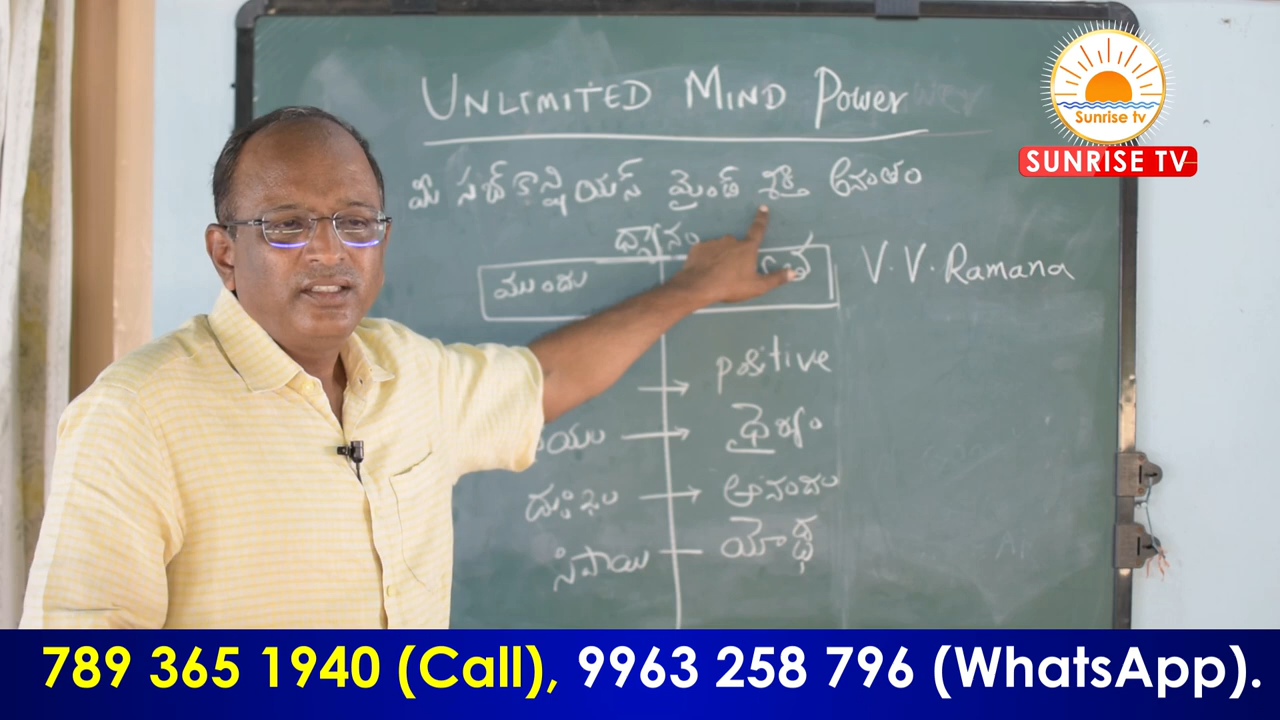 UNLIMITED MIND Power
Sunrise tv
SUNRISE TV
మీ సబ్ కాన్షియస్ మైండ్ శక్తి అనంతం
ధ్యానం
ముందు
V. V. Ramana
→ positive
→ ధైర్యం
దుఃఖం → ఆనందం
సిపాయి — యోధ
789 365 1940 (Call), 9963 258 796 (WhatsApp).